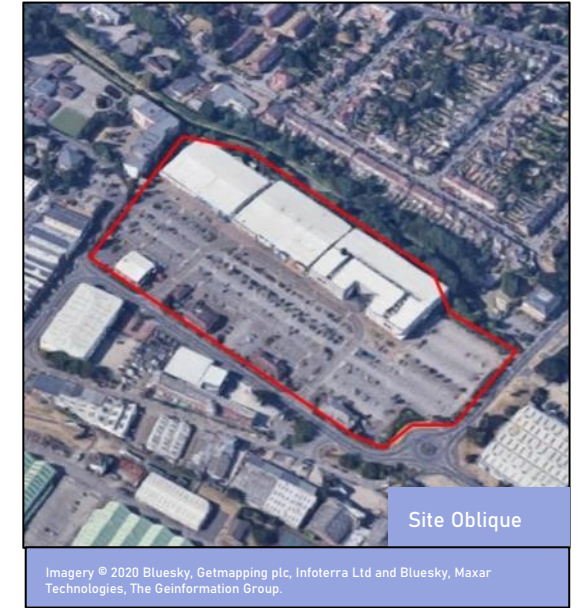 Site Oblique
Imagery © 2020 Bluesky, Getmapping plc, Infoterra Ltd and Bluesky, Maxar
Technologies, The Geinformation Group.